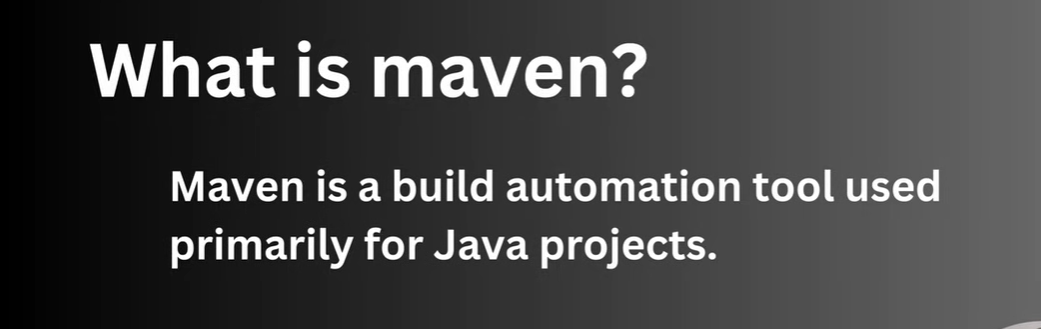 What is maven?
Maven is a build automation tool used
primarily for Java projects.